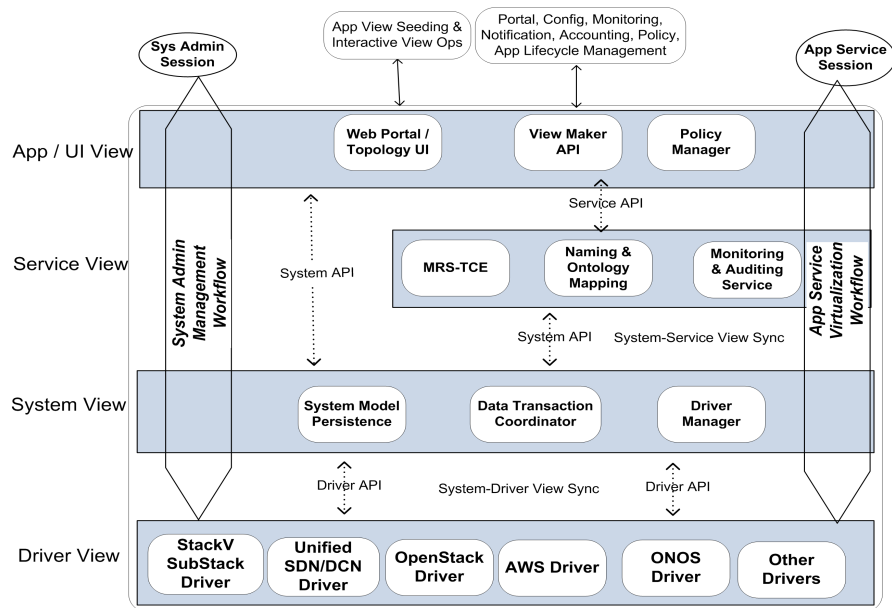 Sys Admin
Session
App View Seeding &
Interactive View Ops
Portal, Config, Monitoring,
Notification, Accounting, Policy,
App Lifecycle Management
App Service
Session
App / UI View
Web Portal /
Topology UI
View Maker
API
Policy
Manager
Service API
Service View
System Admin
Management
Workflow
System API
MRS-TCE
Naming &
Ontology
Mapping
Monitoring
& Auditing
Service
App Service
Virtualization
Workflow
System API
System-Service View Sync
System View
System Model
Persistence
Data Transaction
Coordinator
Driver
Manager
Driver API
System-Driver View Sync
Driver API
Driver View
StackV
SubStack
Driver
Unified
SDN/DCN
Driver
OpenStack
Driver
AWS Driver
ONOS
Driver
Other
Drivers